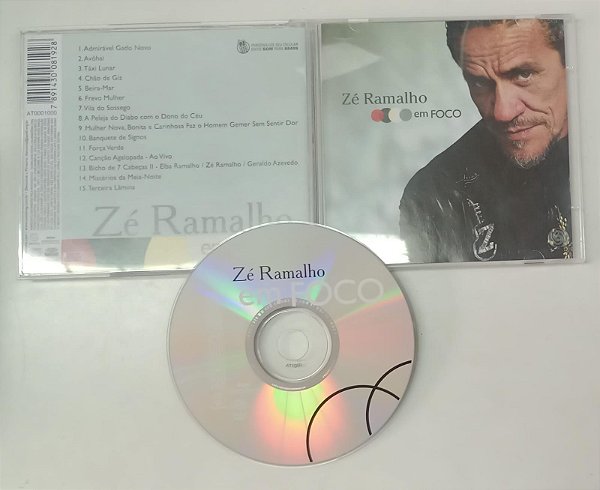 1. Admirável Gado Novo
2. Avôhai
3. Táxi Lunar
4. Chão de Giz
5. Beira-Mar
6. Frevo Mulher
7. Vila do Sossego
8. A Peleja do Diabo com o Dono do Céu
9. Mulher Nova, Bonita e Carinhosa Faz o Homem Gemer Sem Sentir Dor
10. Banquete de Signos
11. Força Verde
12. Canção Agalopada - Ao Vivo
13. Bicho de 7 Cabeças II - Elba Ramalho / Zé Ramalho / Geraldo Azevedo
14. Mistérios da Meia-Noite
15. Terceira Lâmina
7 891430 081928
AT0001000
Zé Ramalho
Zé Ramalho
em FOCO
Zé Ramalho
em FOCO